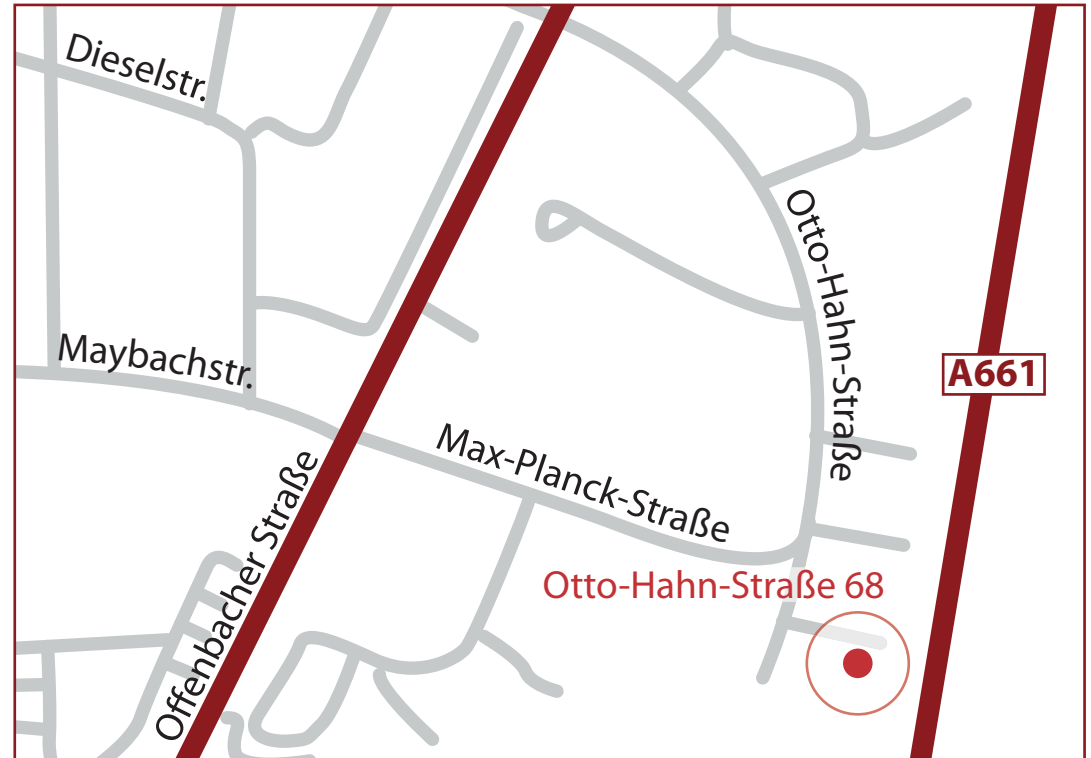 Dieselstr.
Otto-Hahn-Straße
Maybachstr.
A661
Max-Planck-Straße
Offenbacher Straße
Otto-Hahn-Straße 68